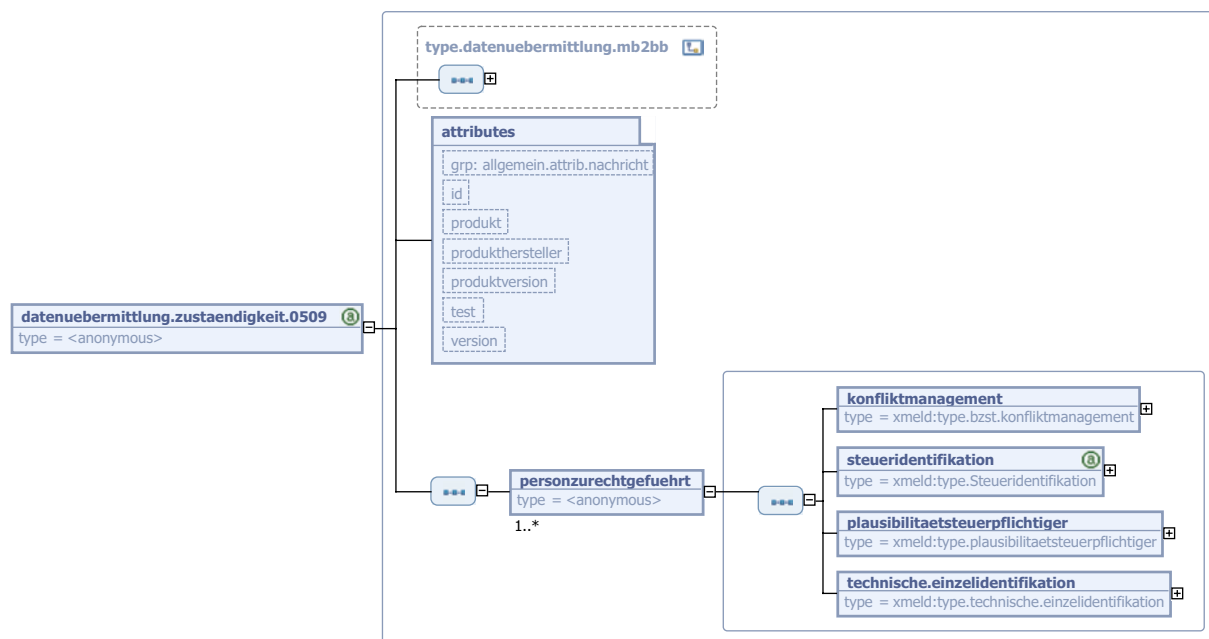 type.datenuebermittlung.mb2bb
attributes
grp: allgemein.attrib.nachricht
id
produkt
produkthersteller
produktversion
test
version
datenuebermittlung.zustaendigkeit.0509 a
type = <anonymous>
personzurechtgefuehrt
type = <anonymous>
1..*
konfliktmanagement
type = xmeld:type.bzst.konfliktmanagement
steueridentifikation a
type = xmeld:type.Steueridentifikation
plausibilitaetsteuerpflichtiger
type = xmeld:type.plausibilitaetsteuerpflichtiger
technische.einzelidentifikation
type = xmeld:type.technische.einzelidentifikation